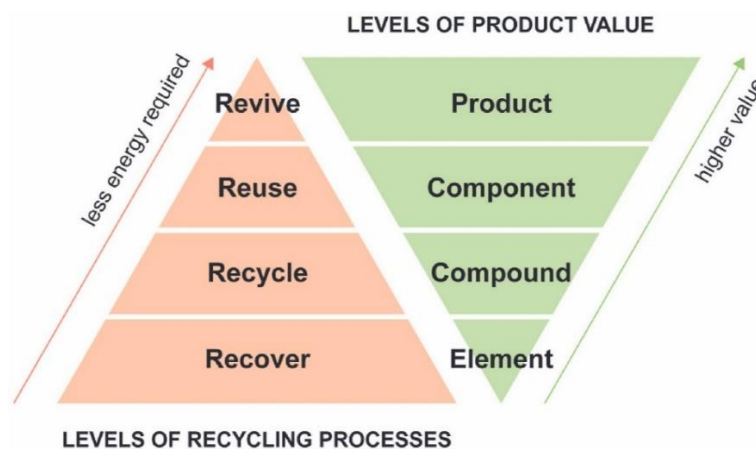 LEVELS OF PRODUCT VALUE
less energy required
Revive
Product
higher value
Reuse
Component
Recycle
Compound
Recover
Element
LEVELS OF RECYCLING PROCESSES